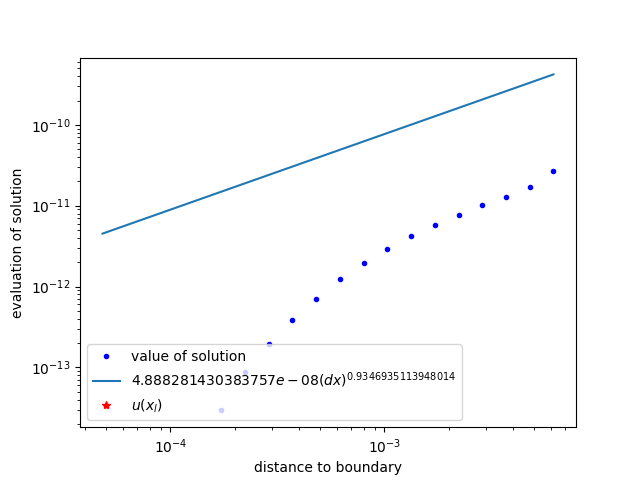 10⁻¹⁰
10⁻¹¹
10⁻¹²
10⁻¹³
evaluation of solution
value of solution
4.888281430383757e − 08(dx)^0.9346935113948014
u(x_l)
10⁻⁴ 10⁻³
distance to boundary